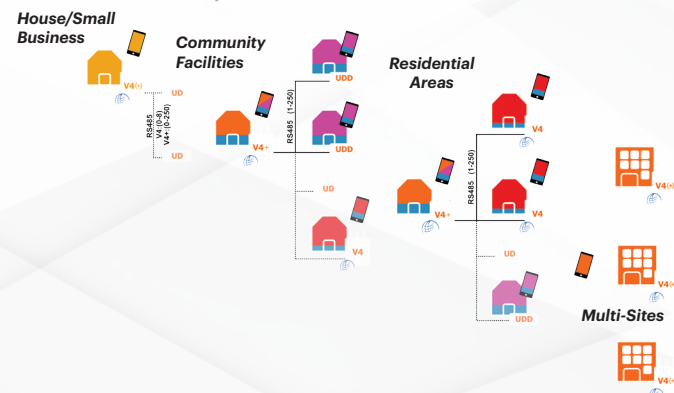 House/Small
Business
V4(+)
UD
RS485
V4:(0-8)
V4+:(0-250)
UD
Community
Facilities
V4+
RS485 (1-250)
UDD
UDD
UD
V4
Residential
Areas
V4+
RS485 (1-250)
V4
V4
UD
UDD
V4(+)
V4(+)
Multi-Sites
V4(+)